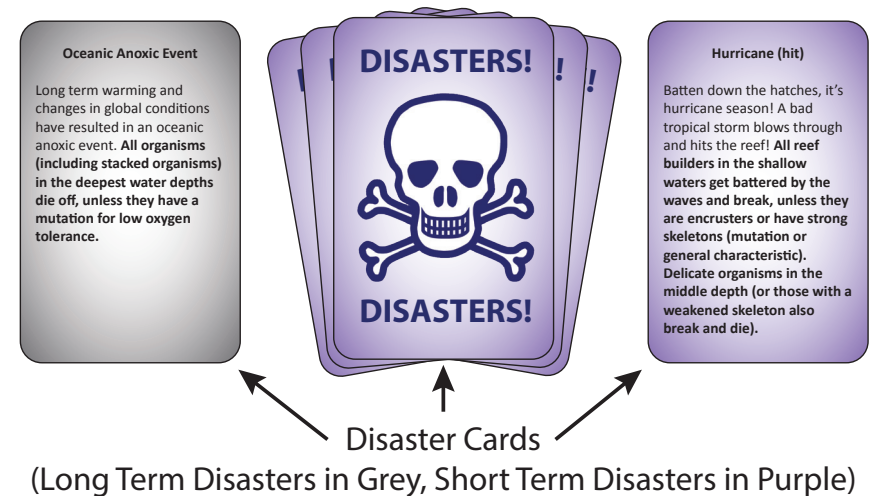 Oceanic Anoxic Event
Long term warming and
changes in global conditions
have resulted in an oceanic
anoxic event. All organisms
(including stacked organisms)
in the deepest water depths
die off, unless they have a
mutation for low oxygen
tolerance.
DISASTERS!
!
!
DISASTERS!
Hurricane (hit)
Batten down the hatches, it's
hurricane season! A bad
tropical storm blows through
and hits the reef! All reef
builders in the shallow
waters get battered by the
waves and break, unless they
are encrusters or have strong
skeletons (mutation or
general characteristic).
Delicate organisms in the
middle depth (or those with a
weakened skeleton also
break and die).
Disaster Cards
(Long Term Disasters in Grey, Short Term Disasters in Purple)